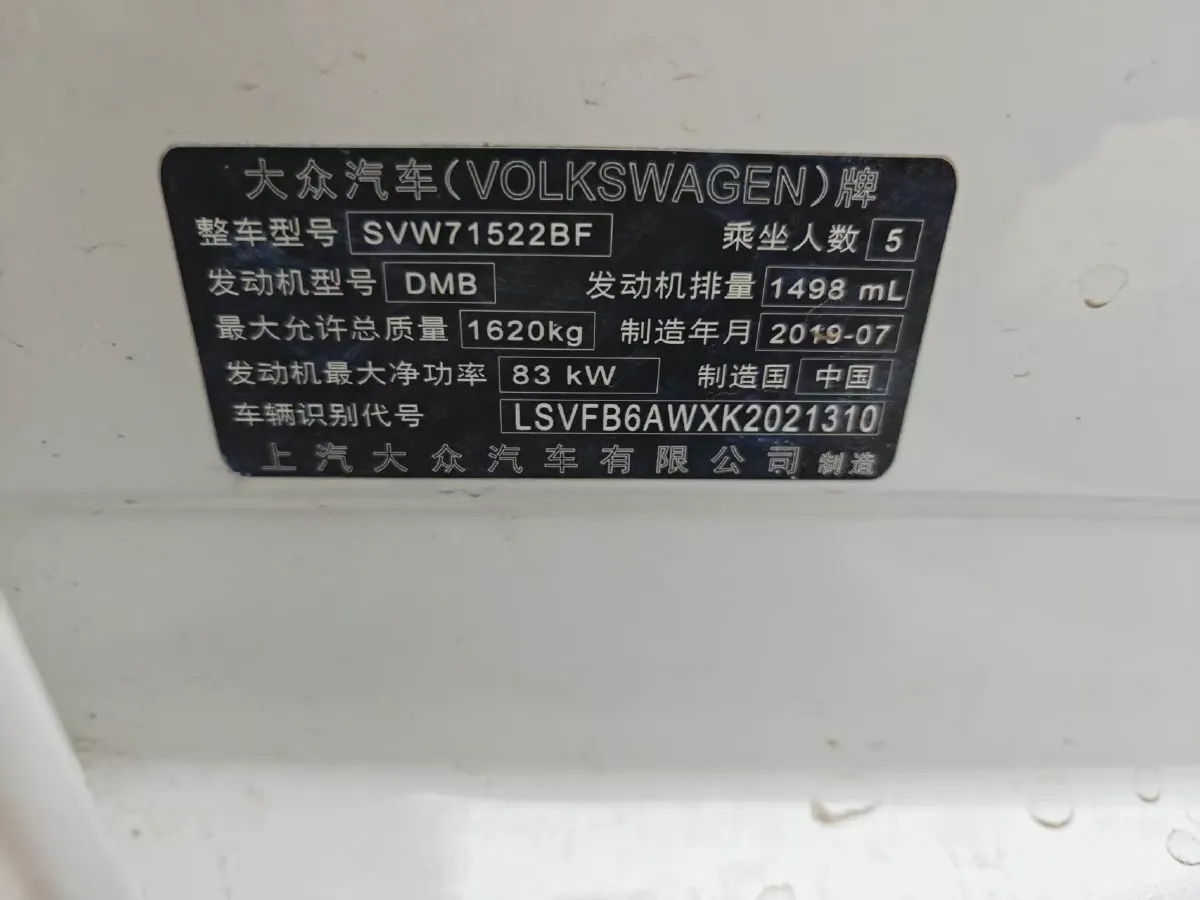 大众汽车(VOLKSWAGEN)牌
整车型号 SVW71522BF 乘坐人数 5
发动机型号 DMB 发动机排量 1498 mL
最大允许总质量 1620kg 制造年月 2019-07
发动机最大净功率 83 kW 制造国 中国
车辆识别代号 LSVFB6AWXK2021310
上汽大众汽车有限公司 制造